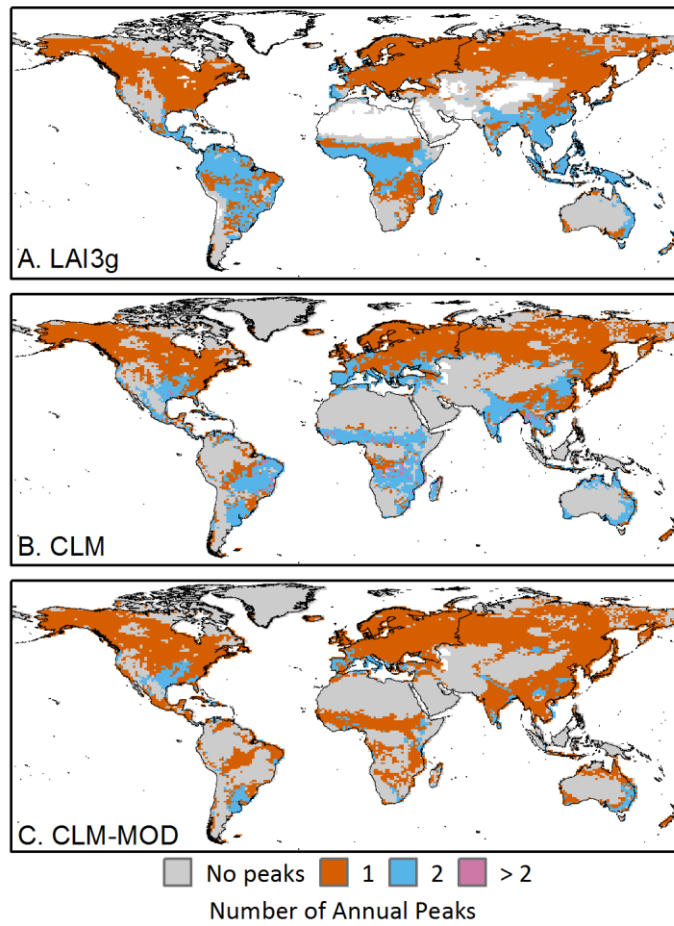 A. LAI3g
B. CLM
C. CLM-MOD
No peaks 1 2 > 2
Number of Annual Peaks